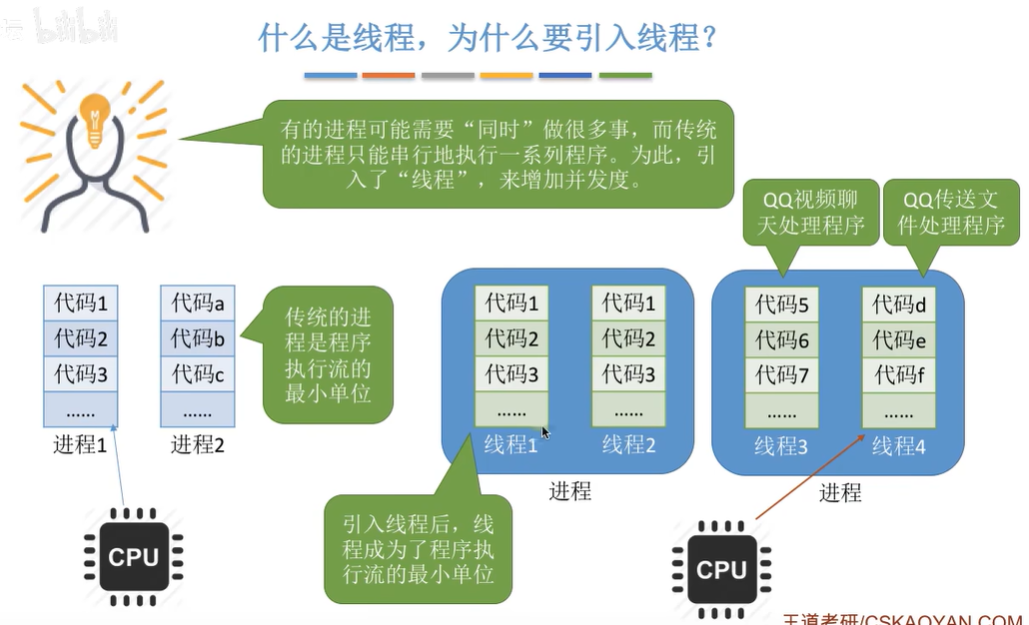 bilibili
什么是线程，为什么要引入线程？
有的进程可能需要“同时”做很多事，而传统
的进程只能串行地执行一系列程序。为此，引
入了“线程”，来增加并发度。
QQ视频聊
天处理程序
QQ传送文
件处理程序
代码1
代码2
代码3
……
进程1
代码a
代码b
代码c
……
进程2
传统的进
程是程序
执行流的
最小单位
代码1
代码2
代码3
……
线程1
代码1
代码2
代码3
……
线程2
进程
代码5
代码6
代码7
……
线程3
代码d
代码e
代码f
……
线程4
进程
CPU
引入线程后，线
程成为了程序执
行流的最小单位
CPU
王道考研/CSKAOYAN.COM